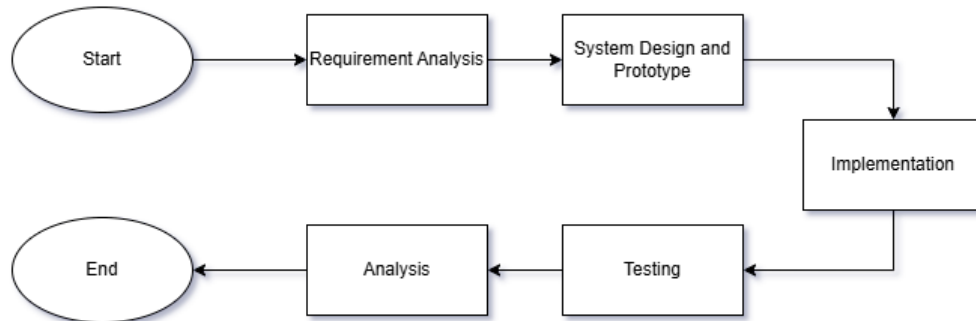 Start
Requirement Analysis
System Design and
Prototype
Implementation
Testing
Analysis
End